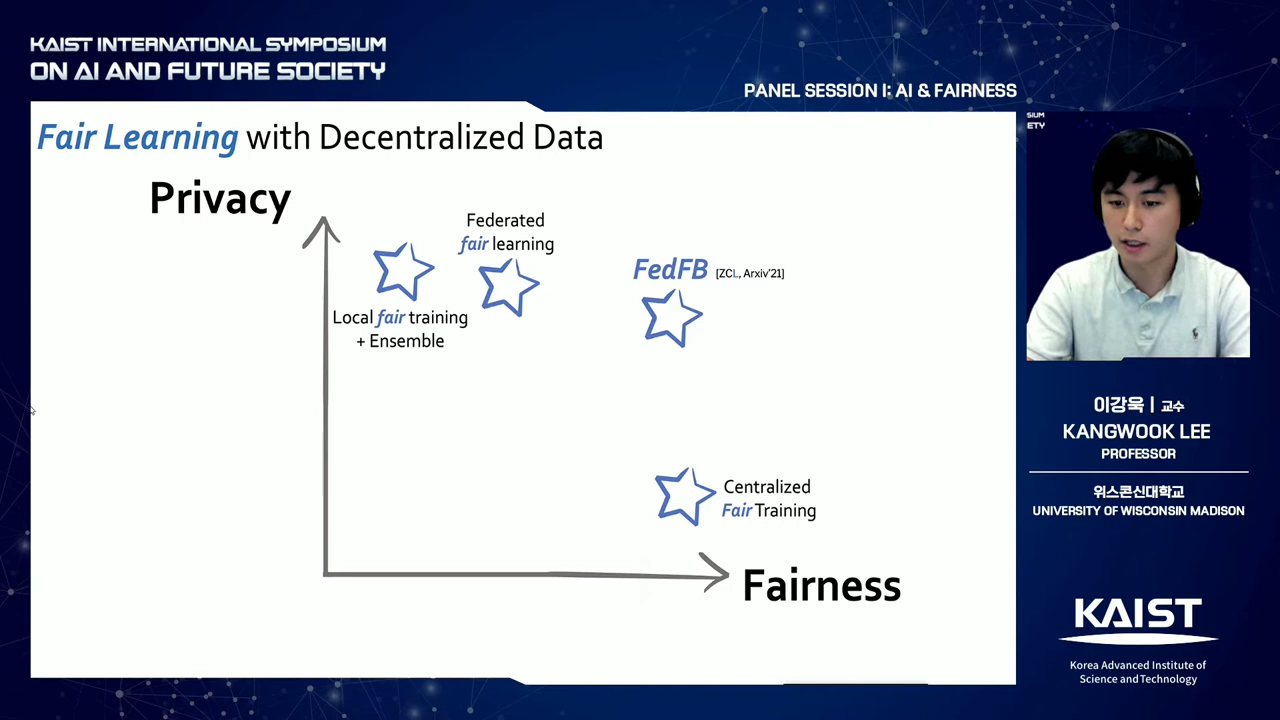 KAIST INTERNATIONAL SYMPOSIUM
ON AI AND FUTURE SOCIETY
PANEL SESSION I: AI & FAIRNESS
SIUM
ETY
Fair Learning with Decentralized Data
Privacy
Federated
fair learning
FedFB [ZCL, Arxiv'21]
Local fair training
+ Ensemble
Centralized
Fair Training
Fairness
이강욱 | 교수
KANGWOOK LEE
PROFESSOR
위스콘신대학교
UNIVERSITY OF WISCONSIN MADISON
KAIST
Korea Advanced Institute of
Science and Technology